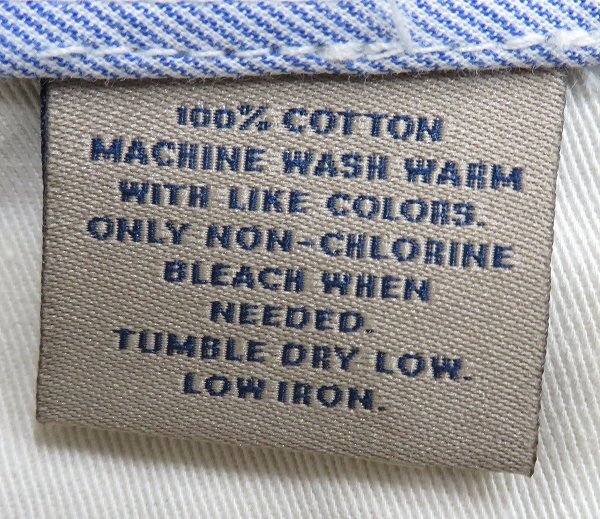 100% COTTON
MACHINE WASH WARM
WITH LIKE COLORS.
ONLY NON-CHLORINE
BLEACH WHEN
NEEDED.
TUMBLE DRY LOW.
LOW IRON.